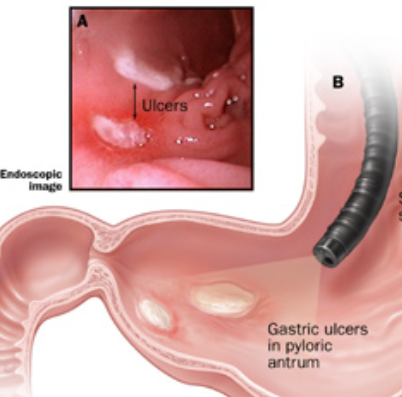 A
Ulcers
B
Endoscopic
image
Gastric ulcers
in pyloric
antrum